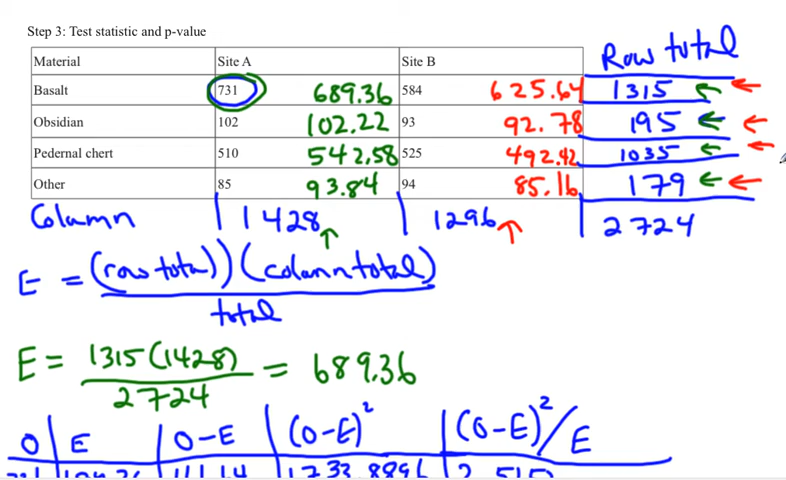 Step 3: Test statistic and p-value
Row total
Material Site A Site B
Basalt 731 689.36 584 625.64 1315
Obsidian 102 102.22 93 92.78 195
Pedernal chert 510 542.58 525 492.42 1035
Other 85 93.84 94 85.16 179
Column 1428 1296 2724
E = (row total)) (column total)
total
E = 1315(1428) = 689.36
2724
O E O-E (O-E)² (O-E)²/E
1733.8896